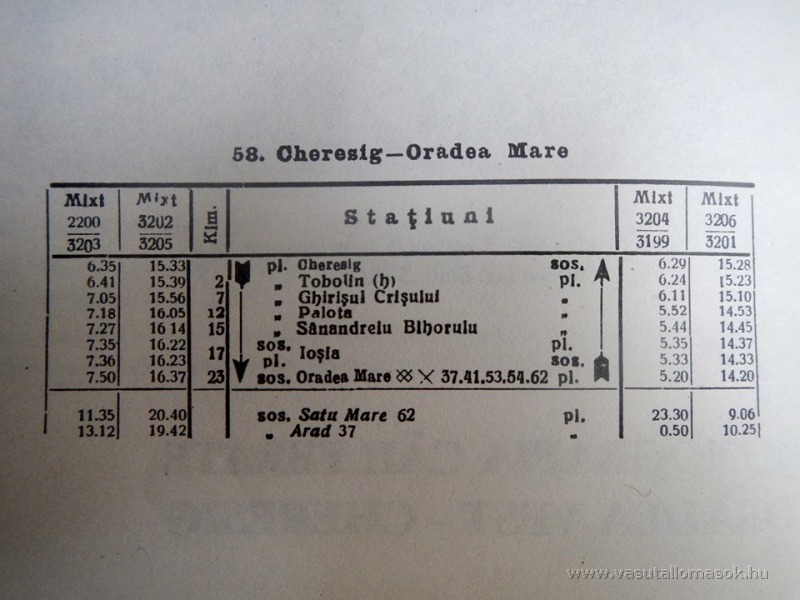 58. Cheresig—Oradea Mare
Mixt Mixt Klm. Stațiuni Mixt Mixt
2200 3202 3204 3206
3203 3205 3199 3201
6.35 15.33 pl. Cheresig sos. 6.29 15.28
6.41 15.39 2 „ Tobolin (h) pl. 6.24 15.23
7.05 15.56 7 „ Ghirișul Crișului „ 6.11 15.10
7.18 16.05 12 „ Palota „ 5.52 14.53
7.27 16 14 15 „ Sânandreiu Bihorulu „ 5.44 14.45
7.35 16.22 17 sos. Ioșia pl. 5.35 14.37
7.36 16.23 pl. sos. 5.33 14.33
7.50 16.37 23 sos. Oradea Mare 37.41.53.54.62 pl. 5.20 14.20
11.35 20.40 sos. Satu Mare 62 pl. 23.30 9.06
13.12 19.42 „ Arad 37 „ 0.50 10.25
© www.vasutallomasok.hu